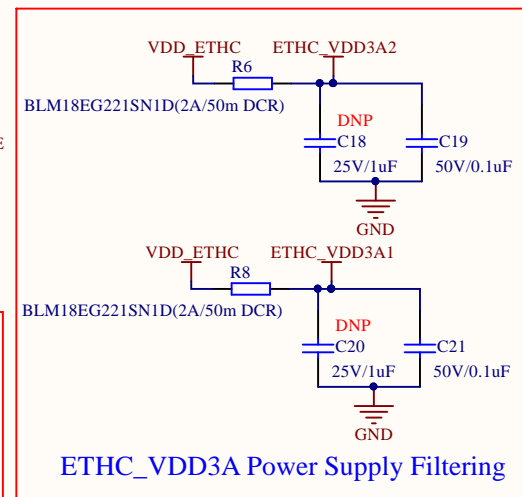 VDD_ETHC
ETHC_VDD3A2
R6
BLM18EG221SN1D(2A/50m DCR)
DNP
C18
C19
25V/1uF
50V/0.1uF
GND
E
VDD_ETHC
ETHC_VDD3A1
R8
BLM18EG221SN1D(2A/50m DCR)
DNP
C20
C21
25V/1uF
50V/0.1uF
GND
ETHC_VDD3A Power Supply Filtering